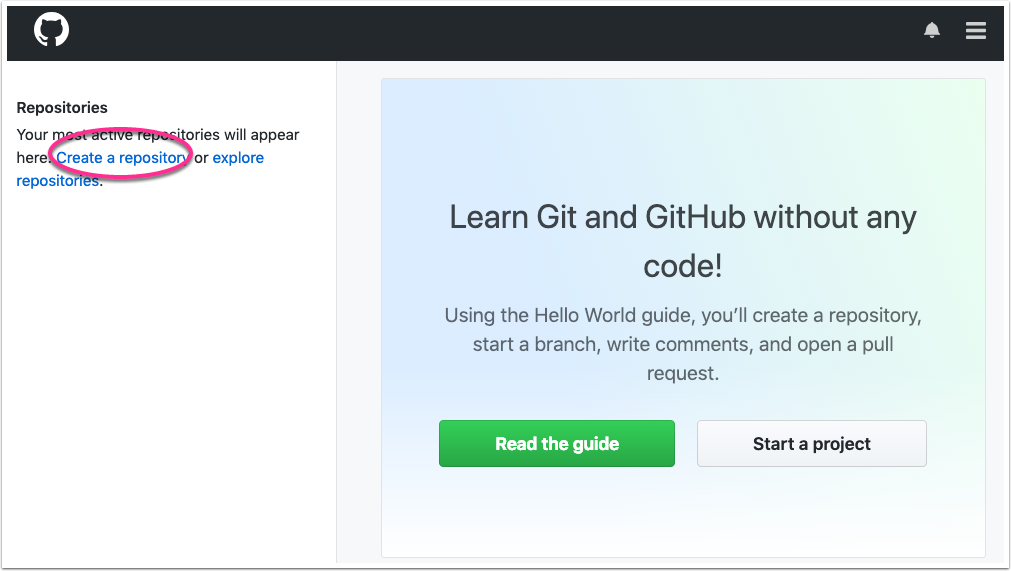 Repositories
Your most active repositories will appear
here. Create a repository or explore
repositories.
Learn Git and GitHub without any
code!
Using the Hello World guide, you’ll create a repository,
start a branch, write comments, and open a pull
request.
Read the guide
Start a project